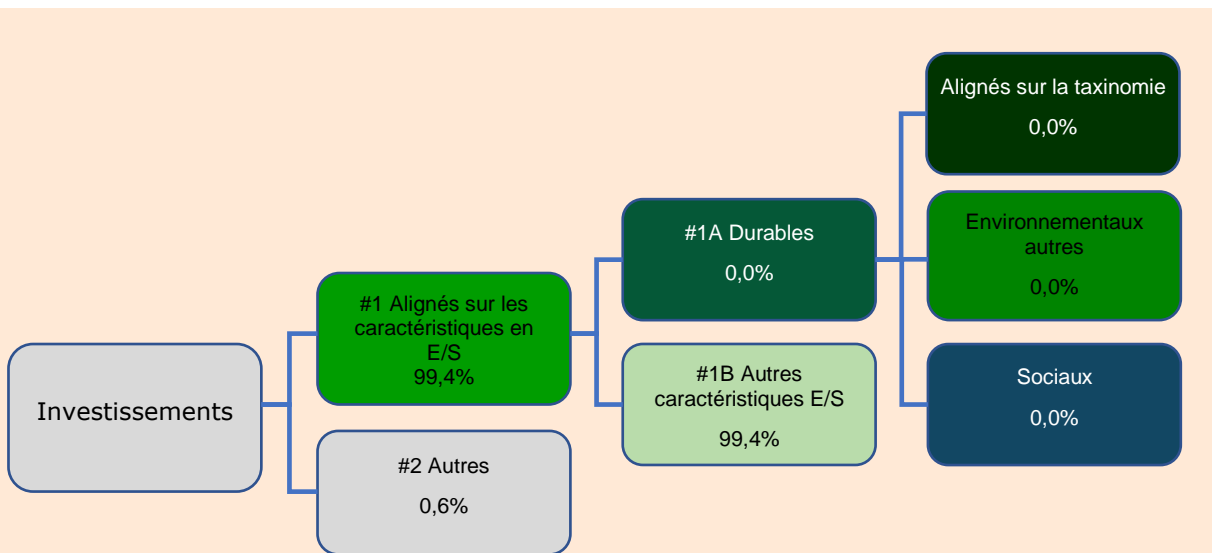 Investissements
#1 Alignés sur les
caractéristiques en
E/S
99,4%
#2 Autres
0,6%
#1A Durables
0,0%
#1B Autres
caractéristiques E/S
99,4%
Alignés sur la taxinomie
0,0%
Environnementaux
autres
0,0%
Sociaux
0,0%